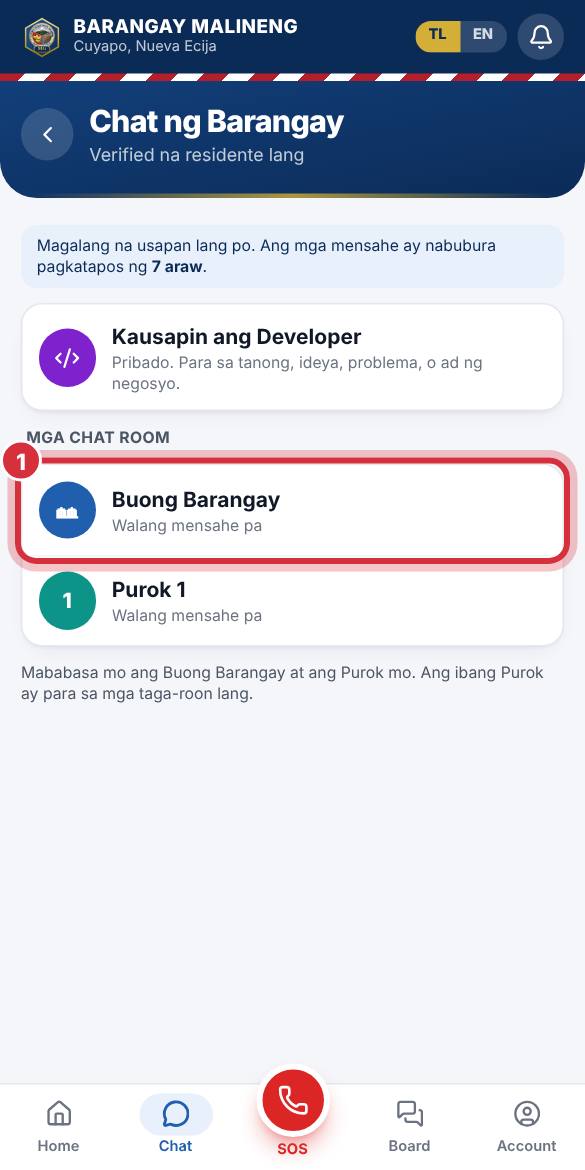 BARANGAY MALINENG
Cuyapo, Nueva Ecija
TL EN
Chat ng Barangay
Verified na residente lang
Magalang na usapan lang po. Ang mga mensahe ay nabubura
pagkatapos ng 7 araw.
Kausapin ang Developer
Pribado. Para sa tanong, ideya, problema, o ad ng
negosyo.
MGA CHAT ROOM
1
Buong Barangay
Walang mensahe pa
1
Purok 1
Walang mensahe pa
Mababasa mo ang Buong Barangay at ang Purok mo. Ang ibang Purok
ay para sa mga taga-roon lang.
Home
Chat
SOS
Board
Account